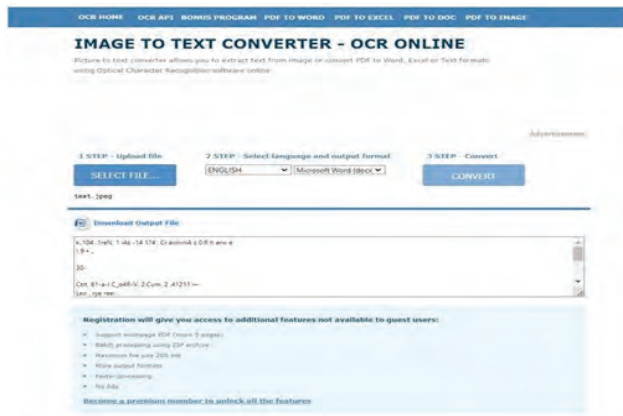 OCR HOME OCR API BONUS PROGRAM PDF TO WORD PDF TO EXCEL PDF TO DOC PDF TO IMAGE
IMAGE TO TEXT CONVERTER - OCR ONLINE
Picture to text converter allows you to extract text from image or convert PDF to Word, Excel or Text formats
using Optical Character Recognition software online
Advertisement
1 STEP - Upload file 2 STEP - Select language and output format 3 STEP - Convert
SELECT FILE... ENGLISH Microsoft Word (docx CONVERT
text.jpeg
Download Output File
30-
Registration will give you access to additional features not available to guest users:
Support multipage PDF (more 5 pages)
Batch processing using ZIP archive
Maximum file size 200 mb
More output formats
Faster processing
No Ads
Become a premium member to unlock all the features